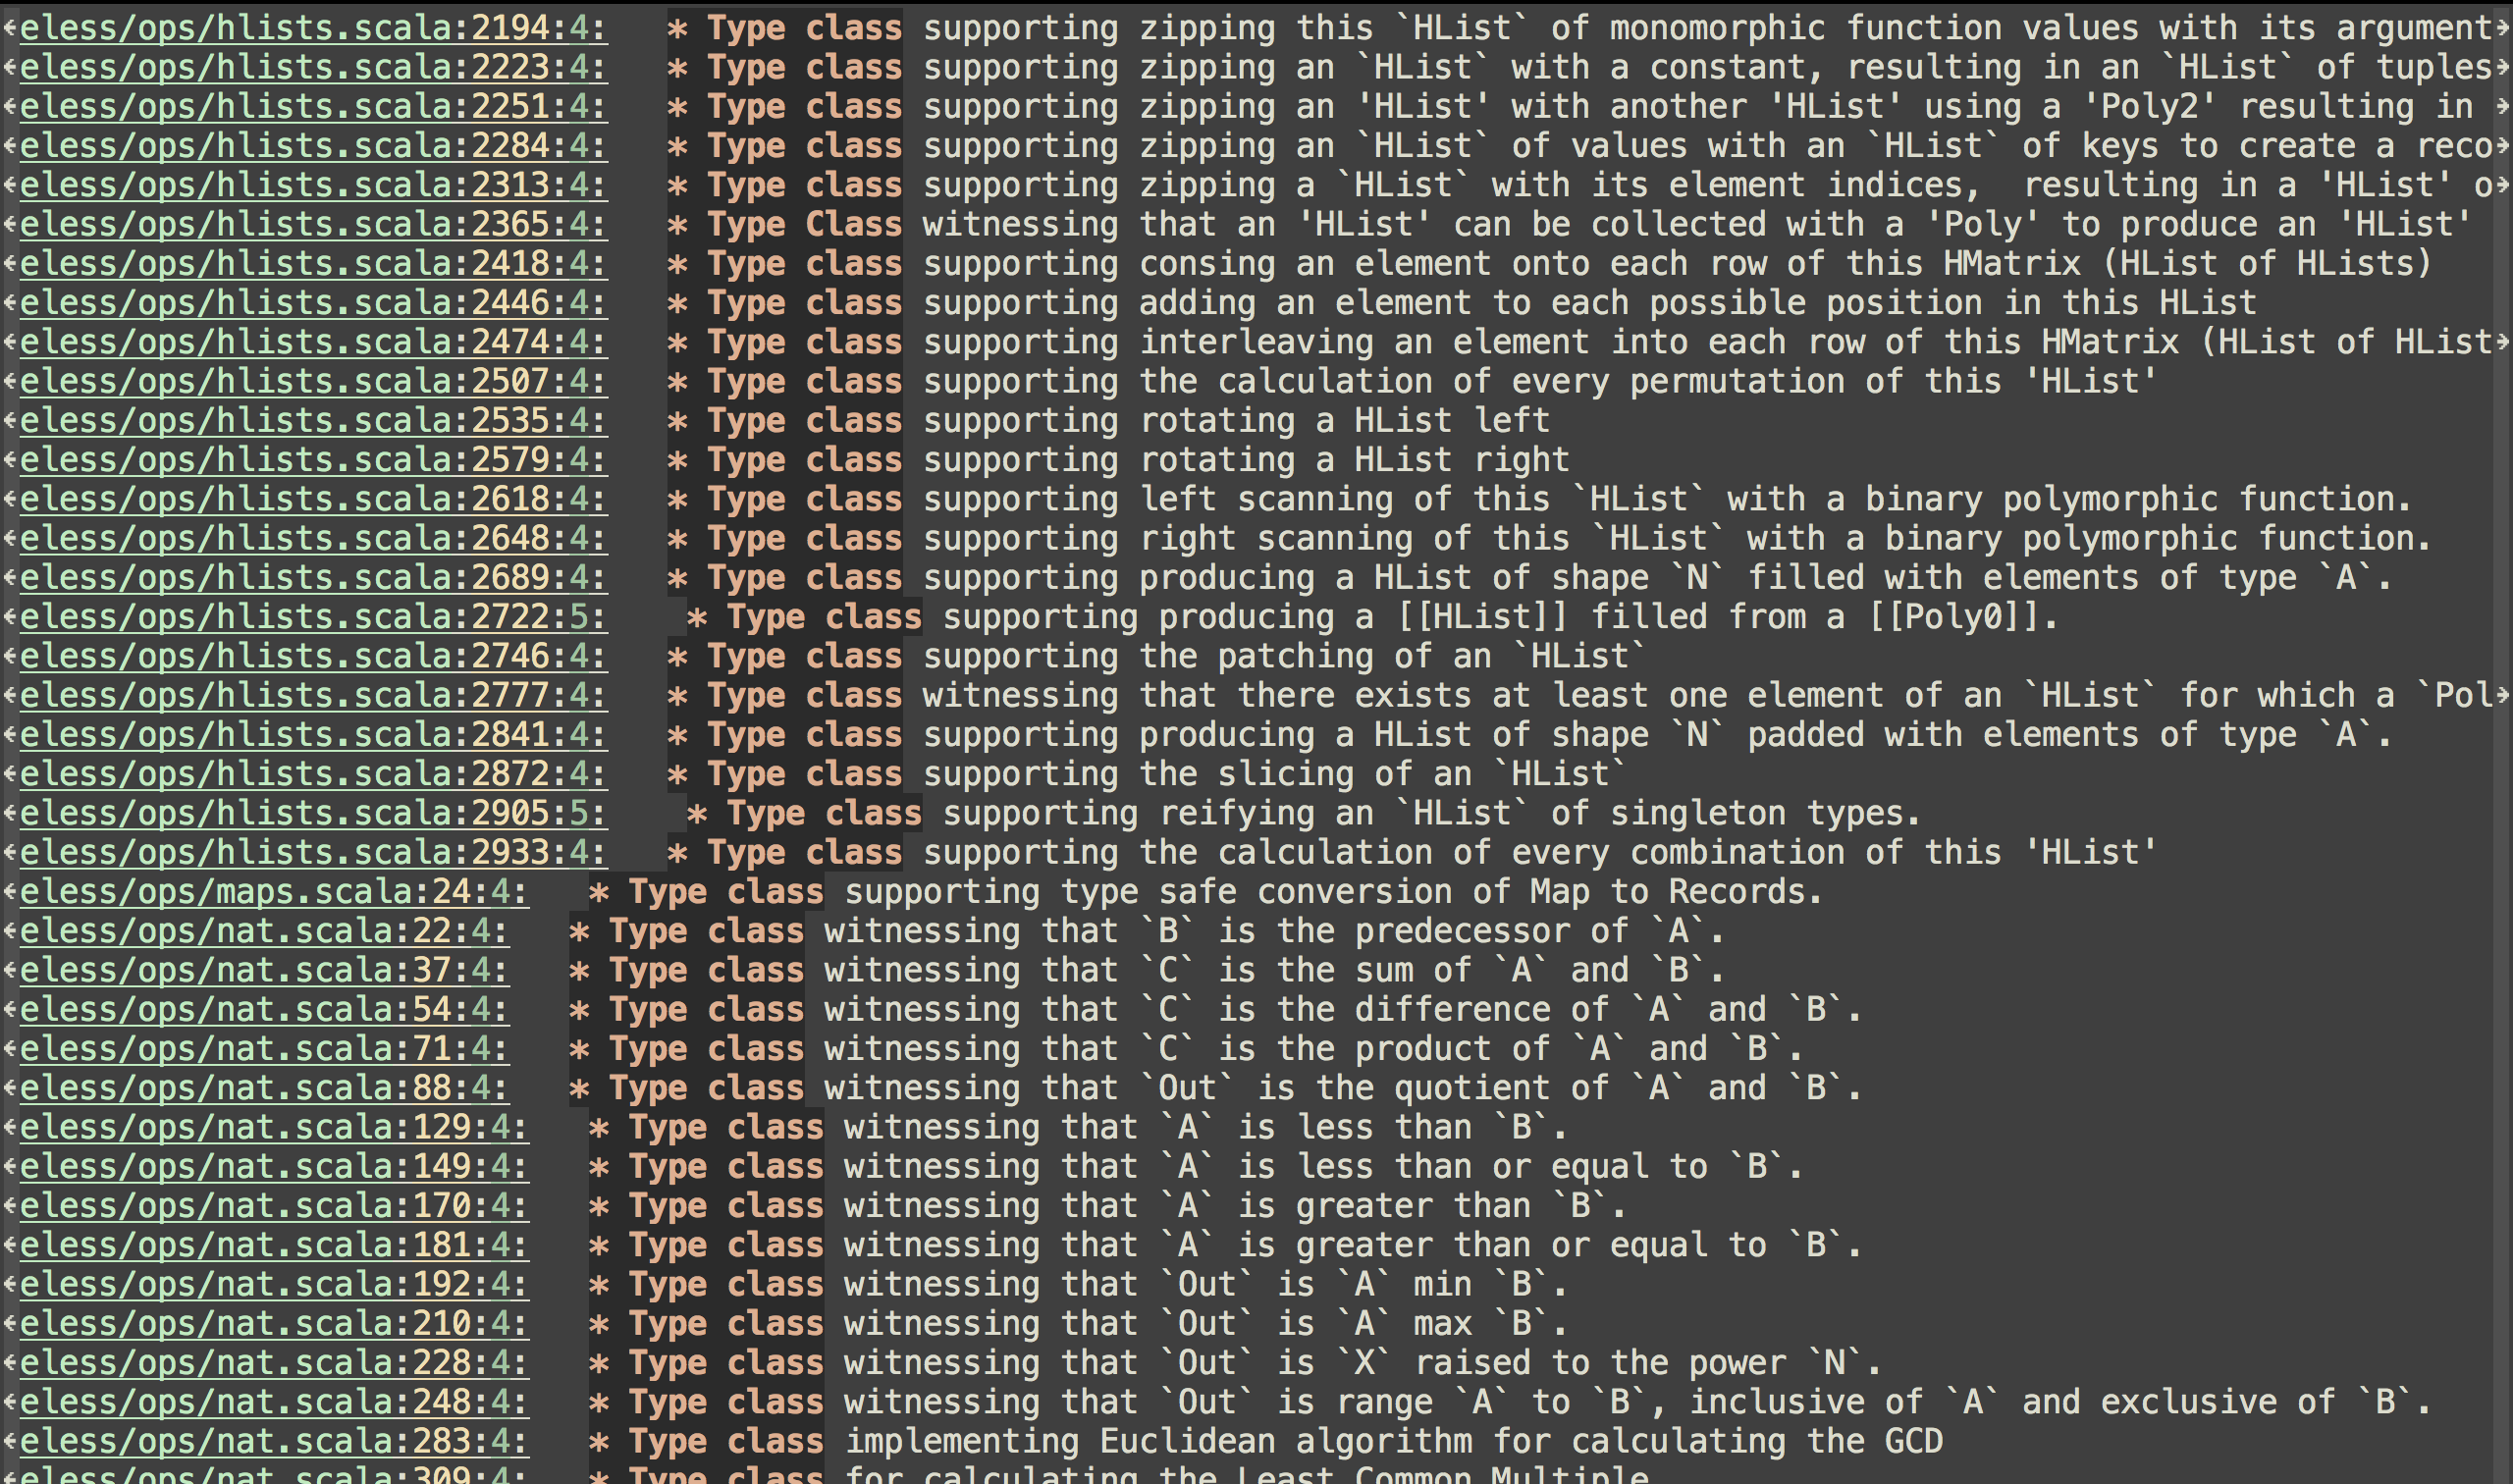 eless/ops/hlists.scala:2194:4:   * Type class supporting zipping this `HList` of monomorphic function values with its argument
eless/ops/hlists.scala:2223:4:   * Type class supporting zipping an `HList` with a constant, resulting in an `HList` of tuples
eless/ops/hlists.scala:2251:4:   * Type class supporting zipping an 'HList' with another 'HList' using a 'Poly2' resulting in
eless/ops/hlists.scala:2284:4:   * Type class supporting zipping an `HList` of values with an `HList` of keys to create a reco
eless/ops/hlists.scala:2313:4:   * Type class supporting zipping a `HList` with its element indices,  resulting in a 'HList' o
eless/ops/hlists.scala:2365:4:   * Type Class witnessing that an 'HList' can be collected with a 'Poly' to produce an 'HList'
eless/ops/hlists.scala:2418:4:   * Type class supporting consing an element onto each row of this HMatrix (HList of HLists)
eless/ops/hlists.scala:2446:4:   * Type class supporting adding an element to each possible position in this HList
eless/ops/hlists.scala:2474:4:   * Type class supporting interleaving an element into each row of this HMatrix (HList of HList
eless/ops/hlists.scala:2507:4:   * Type class supporting the calculation of every permutation of this 'HList'
eless/ops/hlists.scala:2535:4:   * Type class supporting rotating a HList left
eless/ops/hlists.scala:2579:4:   * Type class supporting rotating a HList right
eless/ops/hlists.scala:2618:4:   * Type class supporting left scanning of this `HList` with a binary polymorphic function.
eless/ops/hlists.scala:2648:4:   * Type class supporting right scanning of this `HList` with a binary polymorphic function.
eless/ops/hlists.scala:2689:4:   * Type class supporting producing a HList of shape `N` filled with elements of type `A`.
eless/ops/hlists.scala:2722:5:    * Type class supporting producing a [[HList]] filled from a [[Poly0]].
eless/ops/hlists.scala:2746:4:   * Type class supporting the patching of an `HList`
eless/ops/hlists.scala:2777:4:   * Type class witnessing that there exists at least one element of an `HList` for which a `Pol
eless/ops/hlists.scala:2841:4:   * Type class supporting producing a HList of shape `N` padded with elements of type `A`.
eless/ops/hlists.scala:2872:4:   * Type class supporting the slicing of an `HList`
eless/ops/hlists.scala:2905:5:    * Type class supporting reifying an `HList` of singleton types.
eless/ops/hlists.scala:2933:4:   * Type class supporting the calculation of every combination of this 'HList'
eless/ops/maps.scala:24:4:   * Type class supporting type safe conversion of Map to Records.
eless/ops/nat.scala:22:4:   * Type class witnessing that `B` is the predecessor of `A`.
eless/ops/nat.scala:37:4:   * Type class witnessing that `C` is the sum of `A` and `B`.
eless/ops/nat.scala:54:4:   * Type class witnessing that `C` is the difference of `A` and `B`.
eless/ops/nat.scala:71:4:   * Type class witnessing that `C` is the product of `A` and `B`.
eless/ops/nat.scala:88:4:   * Type class witnessing that `Out` is the quotient of `A` and `B`.
eless/ops/nat.scala:129:4:   * Type class witnessing that `A` is less than `B`.
eless/ops/nat.scala:149:4:   * Type class witnessing that `A` is less than or equal to `B`.
eless/ops/nat.scala:170:4:   * Type class witnessing that `A` is greater than `B`.
eless/ops/nat.scala:181:4:   * Type class witnessing that `A` is greater than or equal to `B`.
eless/ops/nat.scala:192:4:   * Type class witnessing that `Out` is `A` min `B`.
eless/ops/nat.scala:210:4:   * Type class witnessing that `Out` is `A` max `B`.
eless/ops/nat.scala:228:4:   * Type class witnessing that `Out` is `X` raised to the power `N`.
eless/ops/nat.scala:248:4:   * Type class witnessing that `Out` is range `A` to `B`, inclusive of `A` and exclusive of `B`.
eless/ops/nat.scala:283:4:   * Type class implementing Euclidean algorithm for calculating the GCD
eless/ops/nat.scala:309:4:   * Type class for calculating the Least Common Multiple